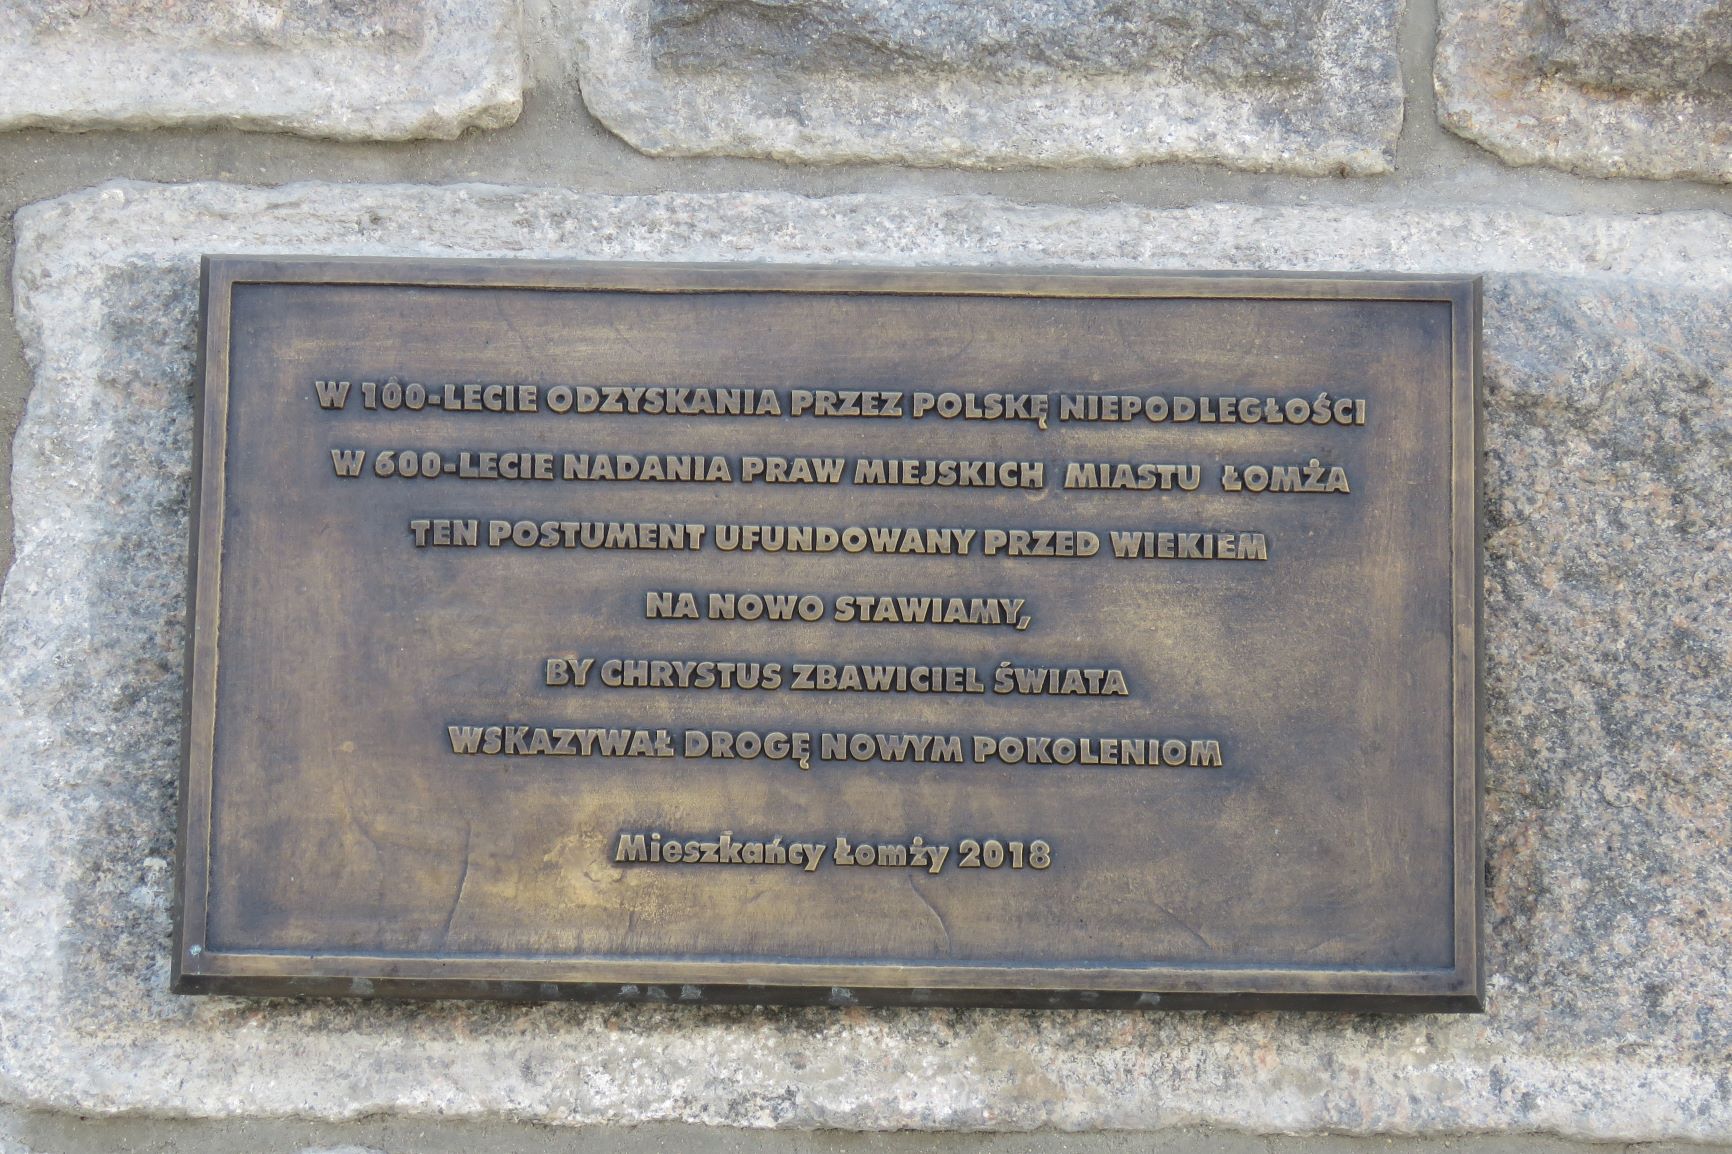 W 100-LECIE ODZYSKANIA PRZEZ POLSKĘ NIEPODLEGŁOŚCI
W 600-LECIE NADANIA PRAW MIEJSKICH MIASTU ŁOMŻA
TEN POSTUMENT UFUNDOWANY PRZED WIEKIEM
NA NOWO STAWIAMY,
BY CHRYSTUS ZBAWICIEL ŚWIATA
WSKAZYWAŁ DROGĘ NOWYM POKOLENIOM
Mieszkańcy Łomży 2018